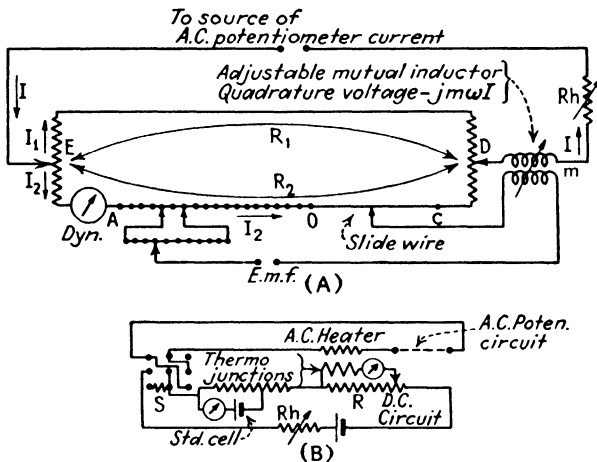 To source of
A.C. potentiometer current
Adjustable mutual inductor
Quadrature voltage-jmωI
Rh
I
I
I₁
E
R₁
D
m
I₂
R₂
A
O
C
Dyn.
I₂
Slide wire
E.m.f.
(A)
A.C. Heater
A.C. Poten.
circuit
Thermo
junctions
S
R
D.C.
Circuit
Rh
Std. cell
(B)